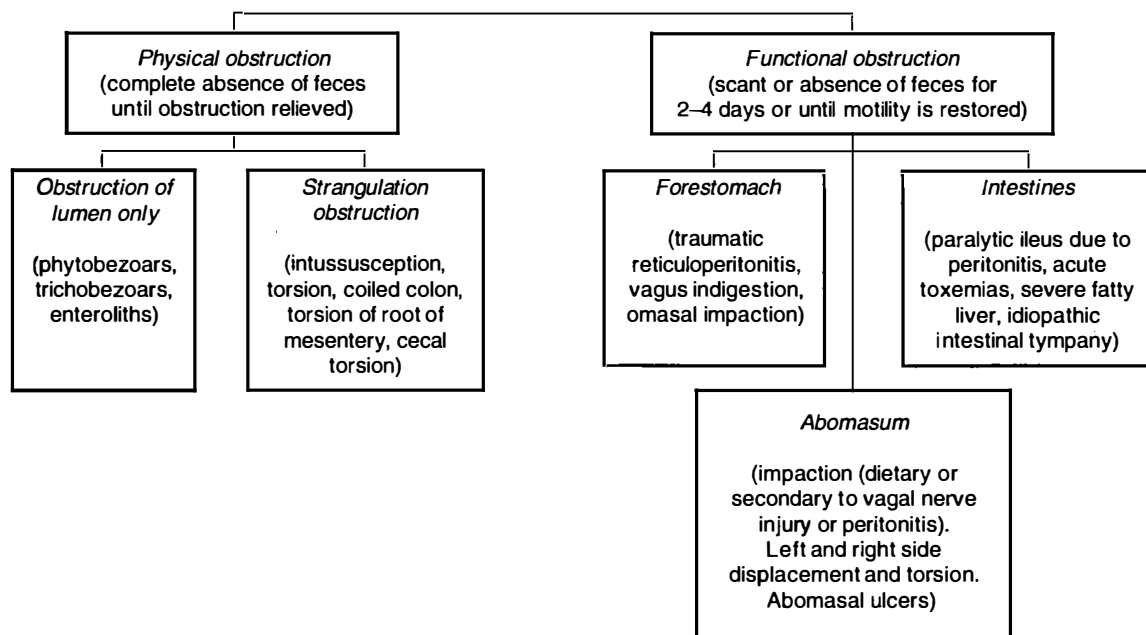 Physical obstruction
(complete absence of feces
until obstruction relieved)
Functional obstruction
(scant or absence of feces for
2–4 days or until motility is restored)
Obstruction of
lumen only
(phytobezoars,
trichobezoars,
enteroliths)
Strangulation
obstruction
(intussusception,
torsion, coiled colon,
torsion of root of
mesentery, cecal
torsion)
Forestomach
(traumatic
reticuloperitonitis,
vagus indigestion,
omasal impaction)
Intestines
(paralytic ileus due to
peritonitis, acute
toxemias, severe fatty
liver, idiopathic
intestinal tympany)
Abomasum
(impaction (dietary or
secondary to vagal nerve
injury or peritonitis).
Left and right side
displacement and torsion.
Abomasal ulcers)